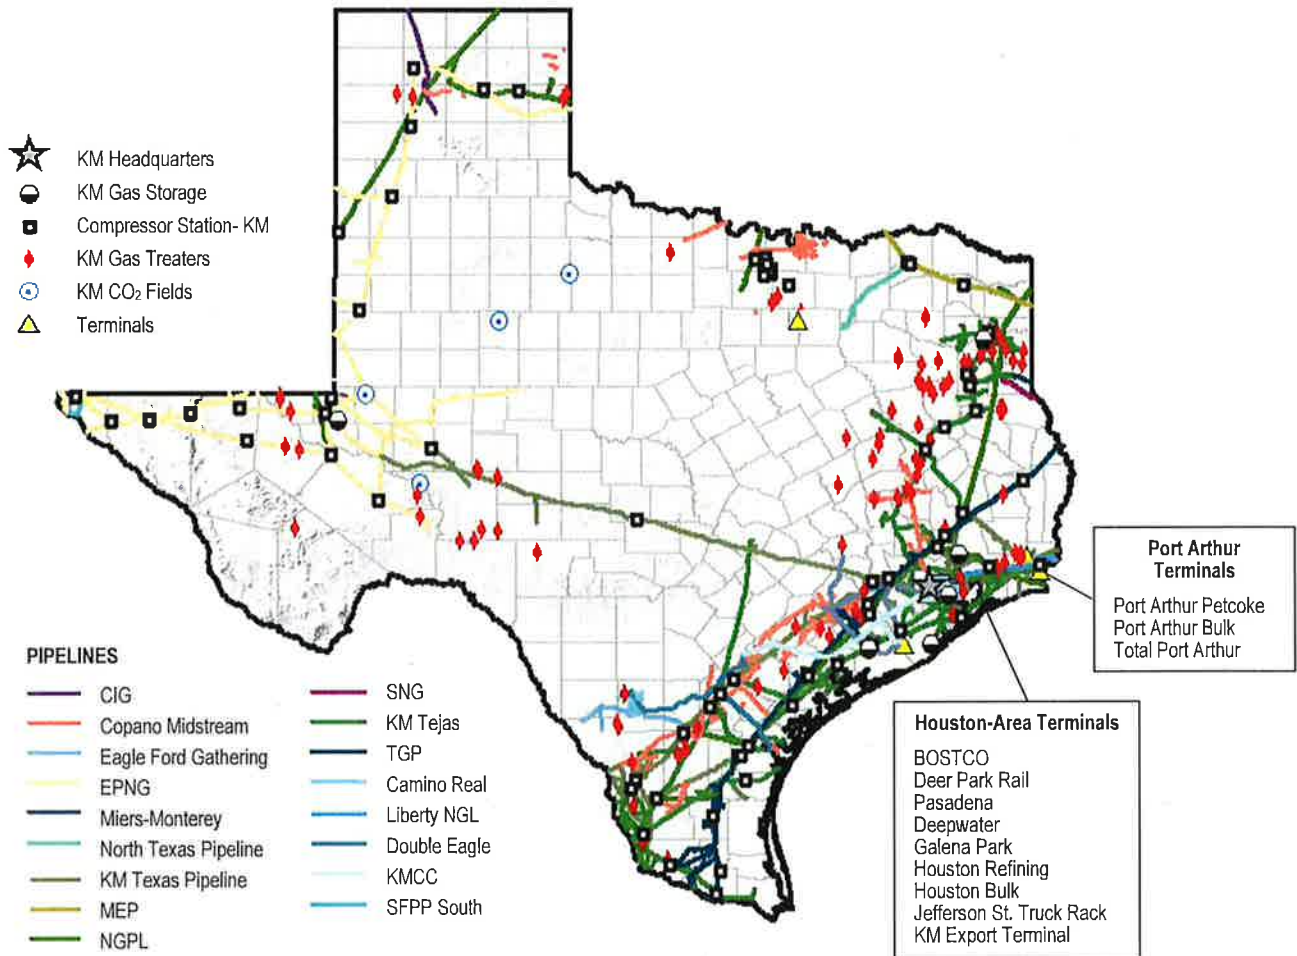 KM Headquarters
KM Gas Storage
Compressor Station- KM
KM Gas Treaters
KM CO₂ Fields
Terminals
PIPELINES
CIG
Copano Midstream
Eagle Ford Gathering
EPNG
Miers-Monterey
North Texas Pipeline
KM Texas Pipeline
MEP
NGPL
SNG
KM Tejas
TGP
Camino Real
Liberty NGL
Double Eagle
KMCC
SFPP South
Port Arthur
Terminals
Port Arthur Petcoke
Port Arthur Bulk
Total Port Arthur
Houston-Area Terminals
BOSTCO
Deer Park Rail
Pasadena
Deepwater
Galena Park
Houston Refining
Houston Bulk
Jefferson St. Truck Rack
KM Export Terminal